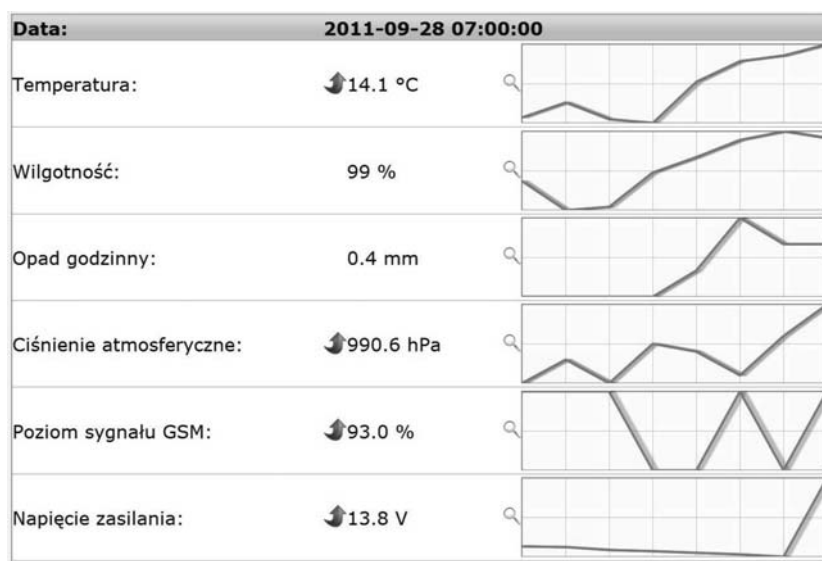 Data: 2011-09-28 07:00:00
Temperatura: 14.1 °C
Wilgotność: 99 %
Opad godzinny: 0.4 mm
Ciśnienie atmosferyczne: 990.6 hPa
Poziom sygnału GSM: 93.0 %
Napięcie zasilania: 13.8 V